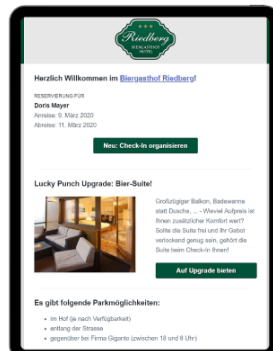 Riedberg
BIERGASTHOF
HOTEL
Herzlich Willkommen im Biergasthof Riedberg!
RESERVIERUNG FÜR
Doris Mayer
Anreise: 9. März 2020
Abreise: 11. März 2020
Neu: Check-In organisieren
Lucky Punch Upgrade: Bier-Suite!
Großzügiger Balkon, Badewanne
statt Dusche, ... - Wieviel Aufpreis ist
Ihnen zusätzlicher Komfort wert?
Sollte die Suite frei und Ihr Gebot
verlockend genug sein, gehört die
Suite beim Check-In Ihnen!
Auf Upgrade bieten
Es gibt folgende Parkmöglichkeiten:
• im Hof (je nach Verfügbarkeit)
• entlang der Strasse
• gegenüber bei Firma Gigante (zwischen 18 und 8 Uhr)